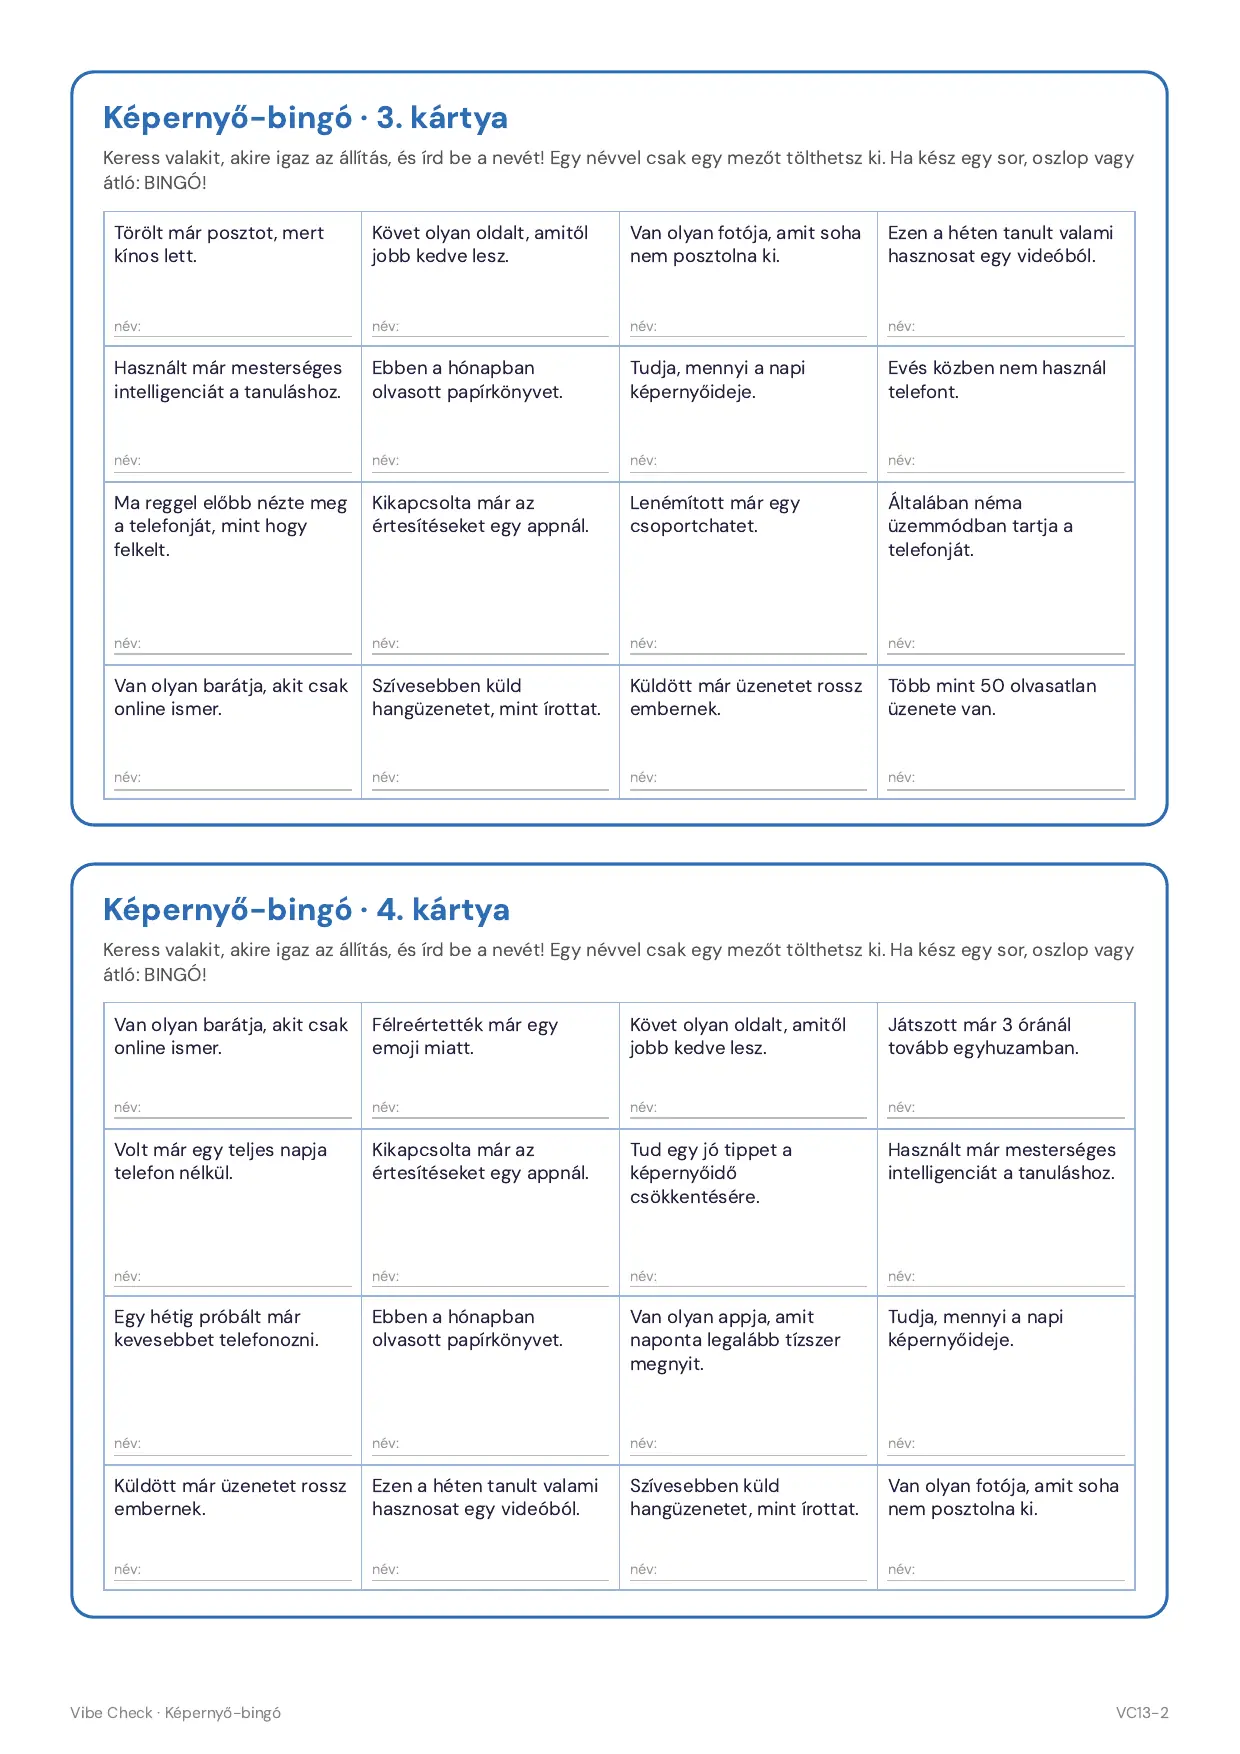 Képernyő-bingó · 3. kártya
Keress valakit, akire igaz az állítás, és írd be a nevét! Egy névvel csak egy mezőt tölthetsz ki. Ha kész egy sor, oszlop vagy
átló: BINGÓ!
Törölt már posztot, mert
kínos lett.
név:
Követ olyan oldalt, amitől
jobb kedve lesz.
név:
Van olyan fotója, amit soha
nem posztolna ki.
név:
Ezen a héten tanult valami
hasznosat egy videóból.
név:
Használt már mesterséges
intelligenciát a tanuláshoz.
név:
Ebben a hónapban
olvasott papírkönyvet.
név:
Tudja, mennyi a napi
képernyőideje.
név:
Evés közben nem használ
telefont.
név:
Ma reggel előbb nézte meg
a telefonját, mint hogy
felkelt.
név:
Kikapcsolta már az
értesítéseket egy appnál.
név:
Lenémított már egy
csoportchatet.
név:
Általában néma
üzemmódban tartja a
telefonját.
név:
Van olyan barátja, akit csak
online ismer.
név:
Szívesebben küld
hangüzenetet, mint írottat.
név:
Küldött már üzenetet rossz
embernek.
név:
Több mint 50 olvasatlan
üzenete van.
név:
Képernyő-bingó · 4. kártya
Keress valakit, akire igaz az állítás, és írd be a nevét! Egy névvel csak egy mezőt tölthetsz ki. Ha kész egy sor, oszlop vagy
átló: BINGÓ!
Van olyan barátja, akit csak
online ismer.
név:
Félreértették már egy
emoji miatt.
név:
Követ olyan oldalt, amitől
jobb kedve lesz.
név:
Játszott már 3 óránál
tovább egyhuzamban.
név:
Volt már egy teljes napja
telefon nélkül.
név:
Kikapcsolta már az
értesítéseket egy appnál.
név:
Tud egy jó tippet a
képernyőidő
csökkentésére.
név:
Használt már mesterséges
intelligenciát a tanuláshoz.
név:
Egy hétig próbált már
kevesebbet telefonozni.
név:
Ebben a hónapban
olvasott papírkönyvet.
név:
Van olyan appja, amit
naponta legalább tízszer
megnyit.
név:
Tudja, mennyi a napi
képernyőideje.
név:
Küldött már üzenetet rossz
embernek.
név:
Ezen a héten tanult valami
hasznosat egy videóból.
név:
Szívesebben küld
hangüzenetet, mint írottat.
név:
Van olyan fotója, amit soha
nem posztolna ki.
név:
Vibe Check · Képernyő-bingó
VC13-2